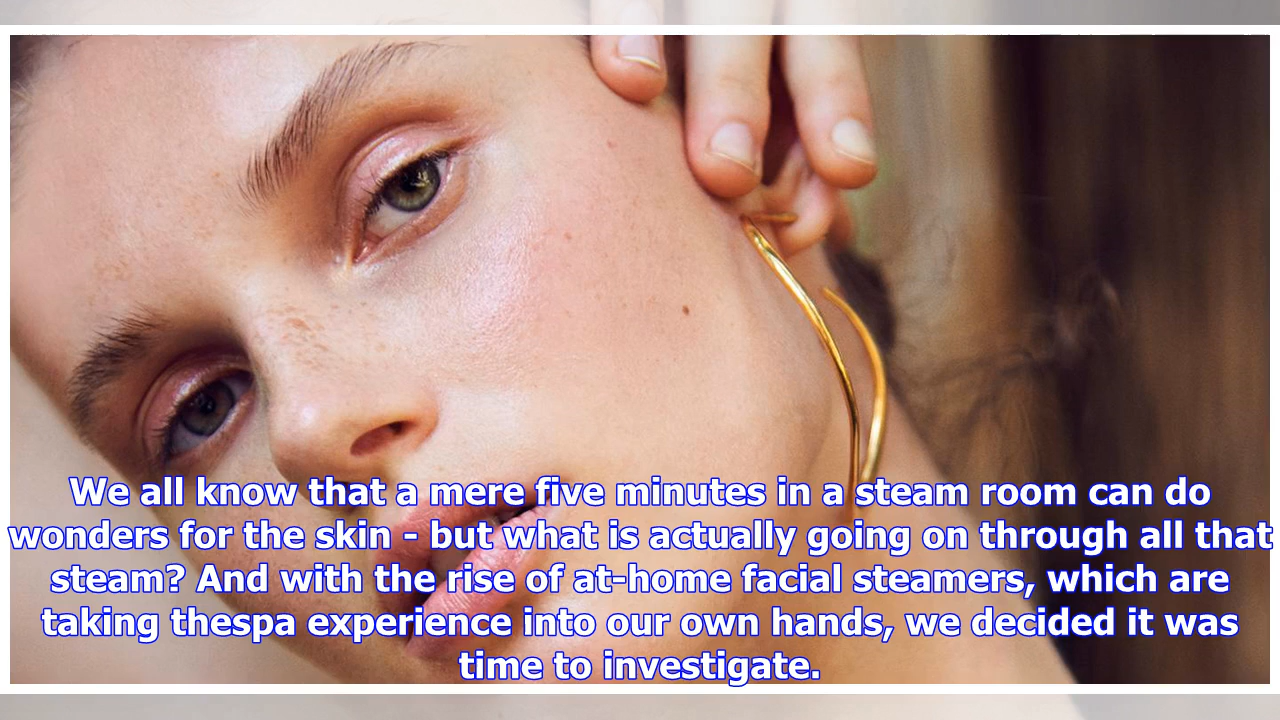 We all know that a mere five minutes in a steam room can do
wonders for the skin - but what is actually going on through all that
steam? And with the rise of at-home facial steamers, which are
taking thespa experience into our own hands, we decided it was
time to investigate.